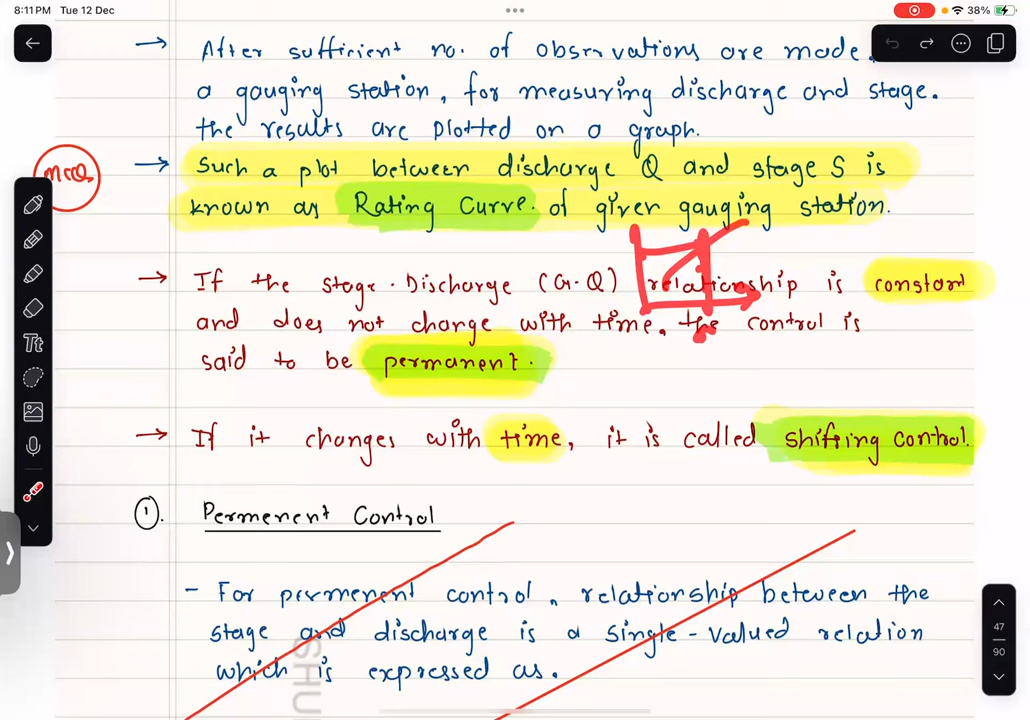 8:11 PM Tue 12 Dec
38%
→ After sufficient no. of observations are made.
a gauging station, for measuring discharge and stage.
the results are plotted on a graph.
MCQ
→ Such a plot between discharge Q and stage S is
known as Rating Curve. of given gauging station.
→ If the stage-Discharge (G-Q) relationship is constant
and does not change with time, the control is
said to be permanent.
→ If it changes with time, it is called shifting control.
①. Permenent Control
- For permenent control, relationship between the
stage and discharge is a single-valued relation
which is expressed as.
Tt
47
90